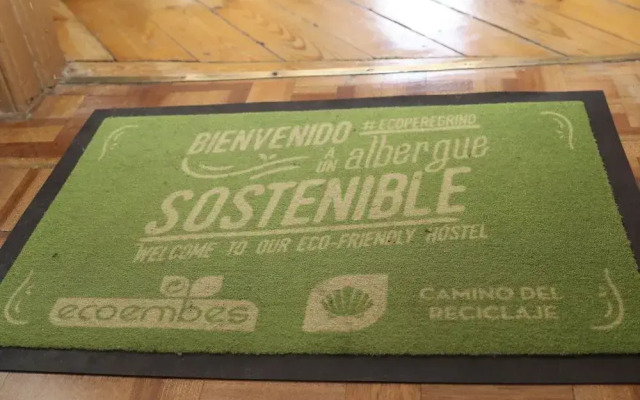 BIENVENIDO #ECOPEREGRINO
A UN albergue
SOSTENIBLE
WELCOME TO OUR ECO-FRIENDLY HOSTEL
ecoembes
CAMINO DEL
RECICLAJE